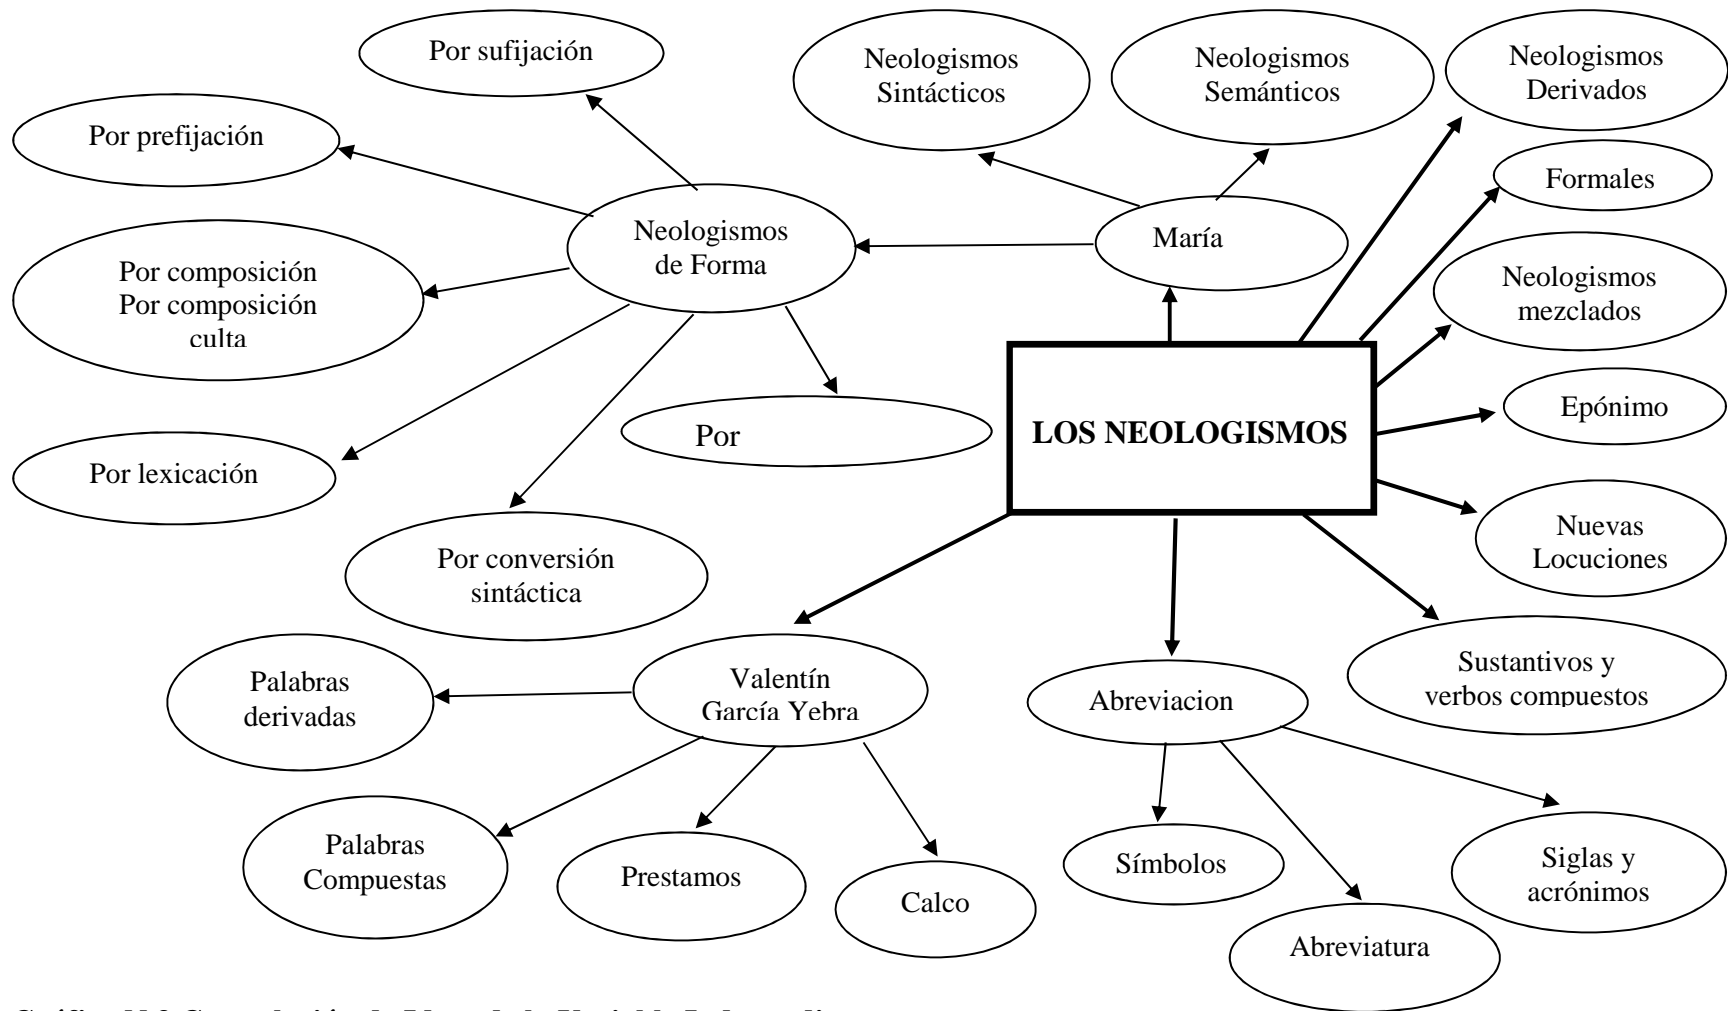 Por sufijación
Neologismos
Sintácticos
Neologismos
Semánticos
Neologismos
Derivados
Por prefijación
Formales
Neologismos
de Forma
María
Por composición
Por composición
culta
Neologismos
mezclados
Epónimo
LOS NEOLOGISMOS
Por
Por lexicación
Nuevas
Locuciones
Por conversión
sintáctica
Valentín
García Yebra
Abreviacion
Sustantivos y
verbos compuestos
Palabras
derivadas
Palabras
Compuestas
Prestamos
Calco
Símbolos
Siglas y
acrónimos
Abreviatura